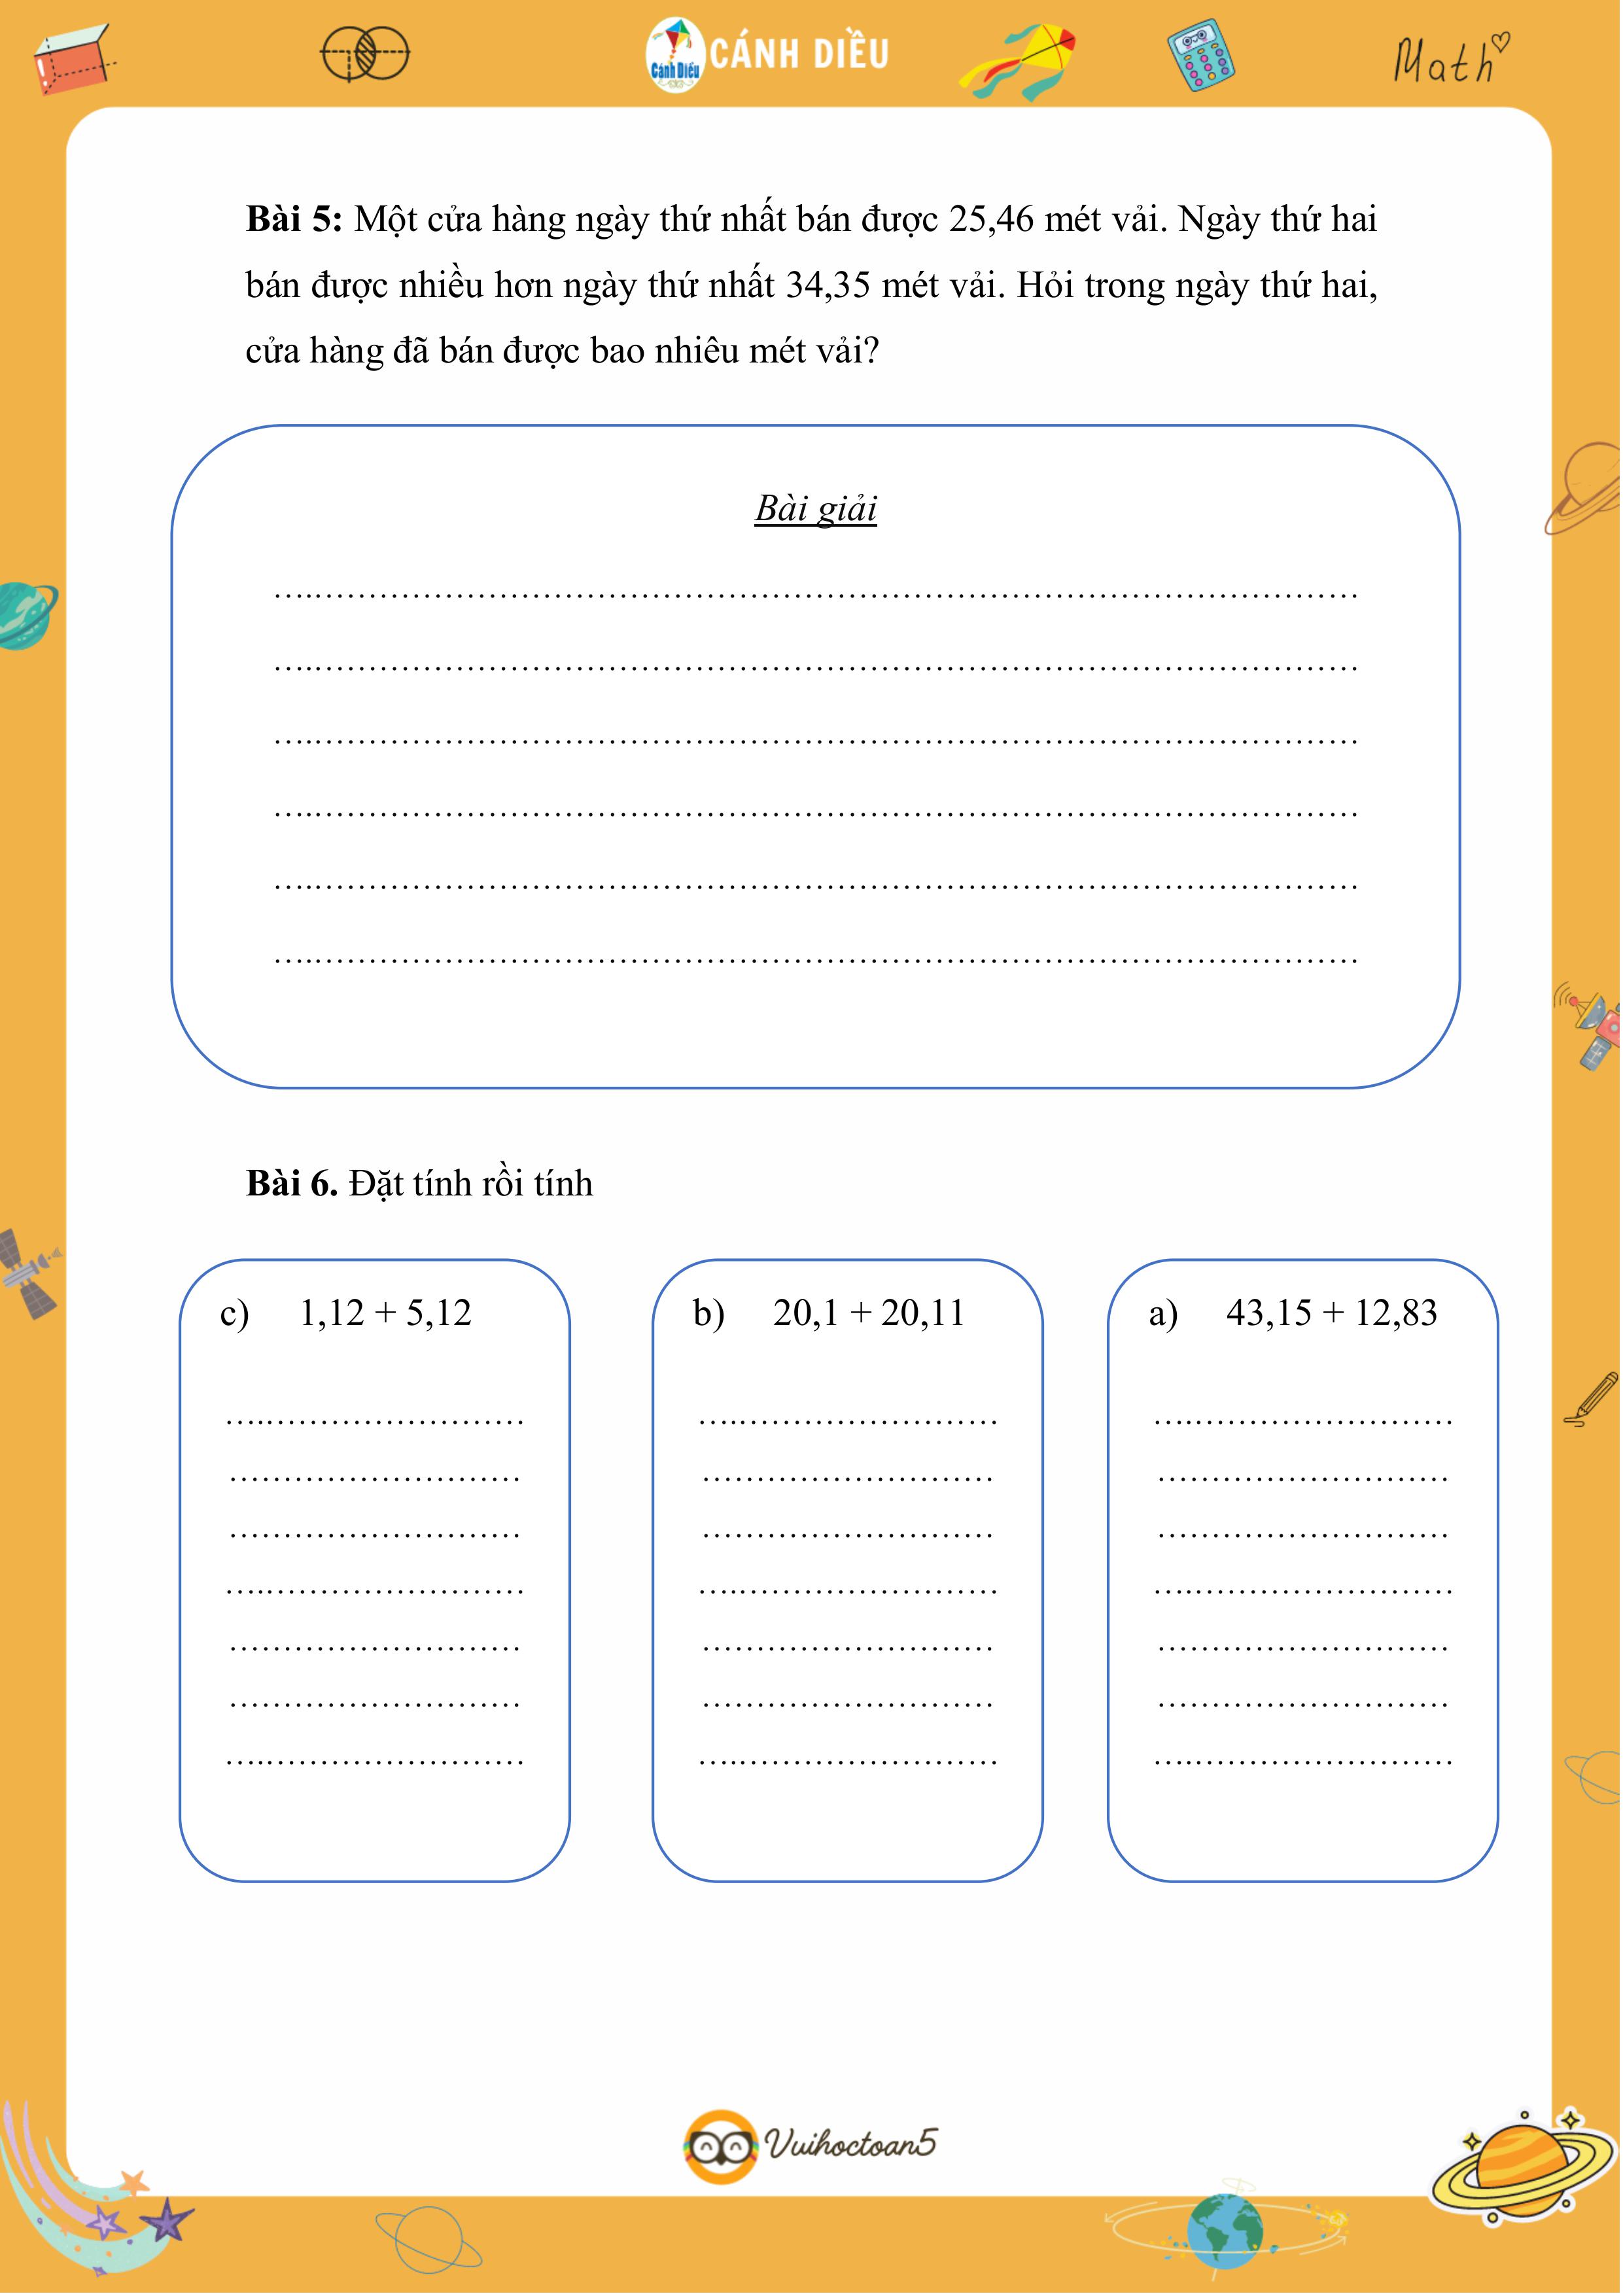 Cánh Diều
CÁNH DIỀU
Math
Bài 5: Một cửa hàng ngày thứ nhất bán được 25,46 mét vải. Ngày thứ hai
bán được nhiều hơn ngày thứ nhất 34,35 mét vải. Hỏi trong ngày thứ hai,
cửa hàng đã bán được bao nhiêu mét vải?
Bài giải
Bài 6. Đặt tính rồi tính
c) 1,12 + 5,12
b) 20,1 + 20,11
a) 43,15 + 12,83
Vuihoctoan5